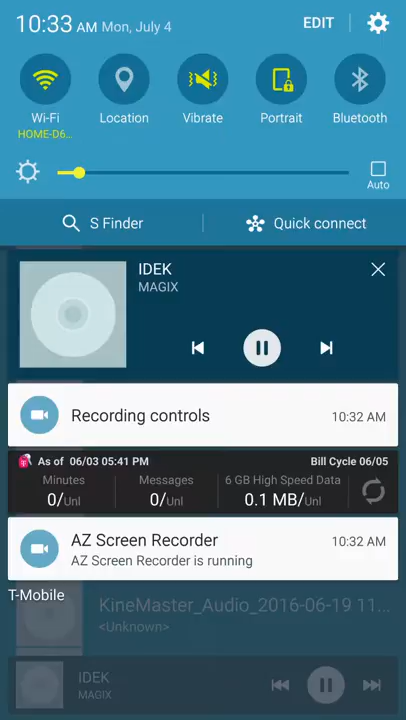 10:33 AM Mon, July 4
EDIT
Wi-Fi
Location
Vibrate
Portrait
Bluetooth
HOME-D6...
Auto
S Finder
Quick connect
IDEK
MAGIX
Recording controls
10:32 AM
As of 06/03 05:41 PM
Bill Cycle 06/05
Minutes
Messages
6 GB High Speed Data
0/Unl
0/Unl
0.1 MB/Unl
AZ Screen Recorder
10:32 AM
AZ Screen Recorder is running
T-Mobile
KineMaster_Audio_2016-06-19 11...
<Unknown>
IDEK
MAGIX